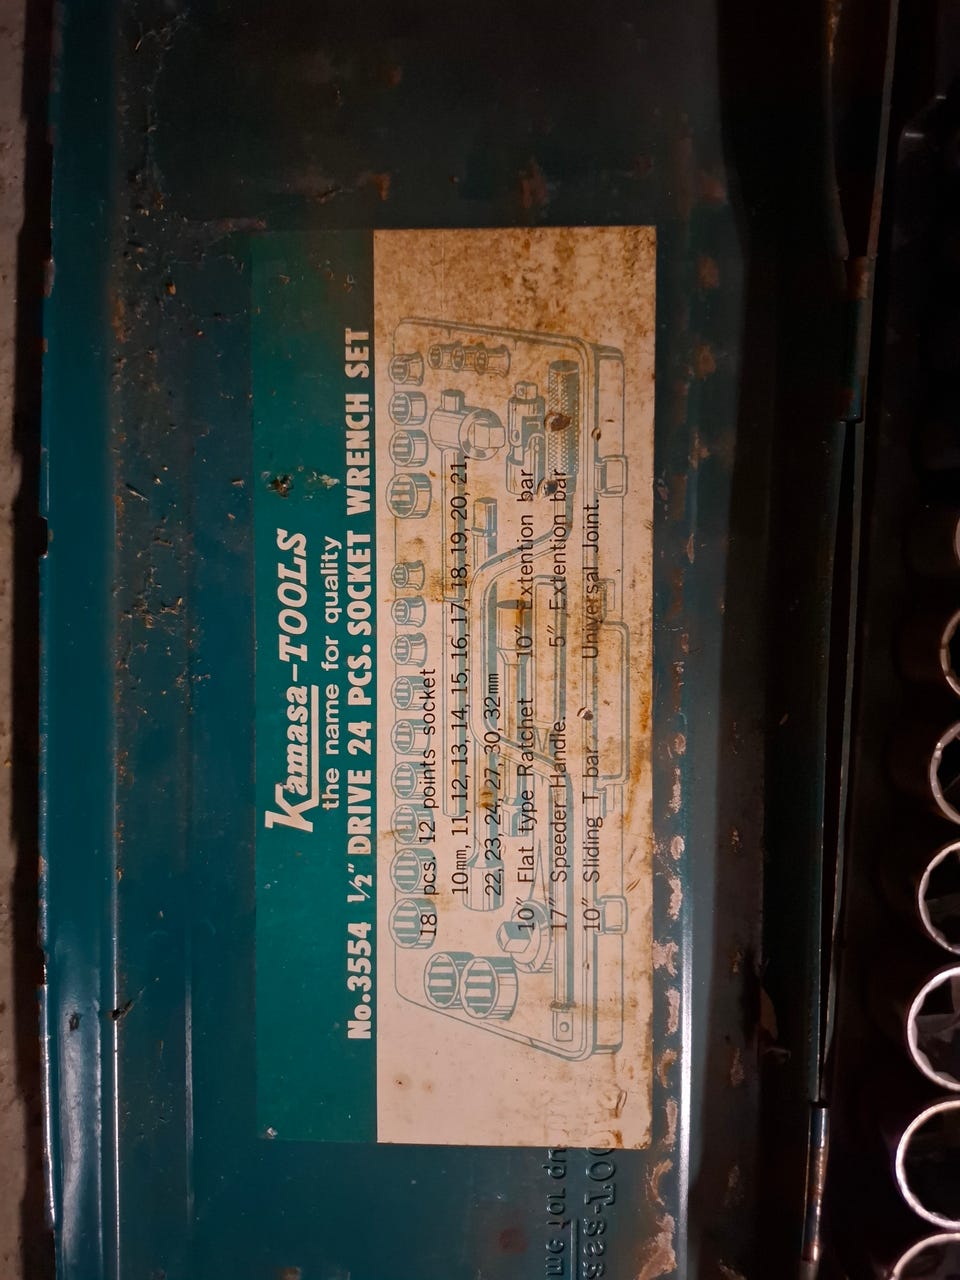 Kamasa-TOOLS
the name for quality
No.3554 ½" DRIVE 24 PCS. SOCKET WRENCH SET
18 pcs. 12 points socket
10mm, 11, 12, 13, 14, 15, 16, 17, 18, 19, 20, 21,
22, 23, 24, 27, 30, 32mm
10" Flat type Ratchet 10" Extention bar
17" Speeder Handle. 5" Extention bar
10" Sliding T bar. Universal Joint.